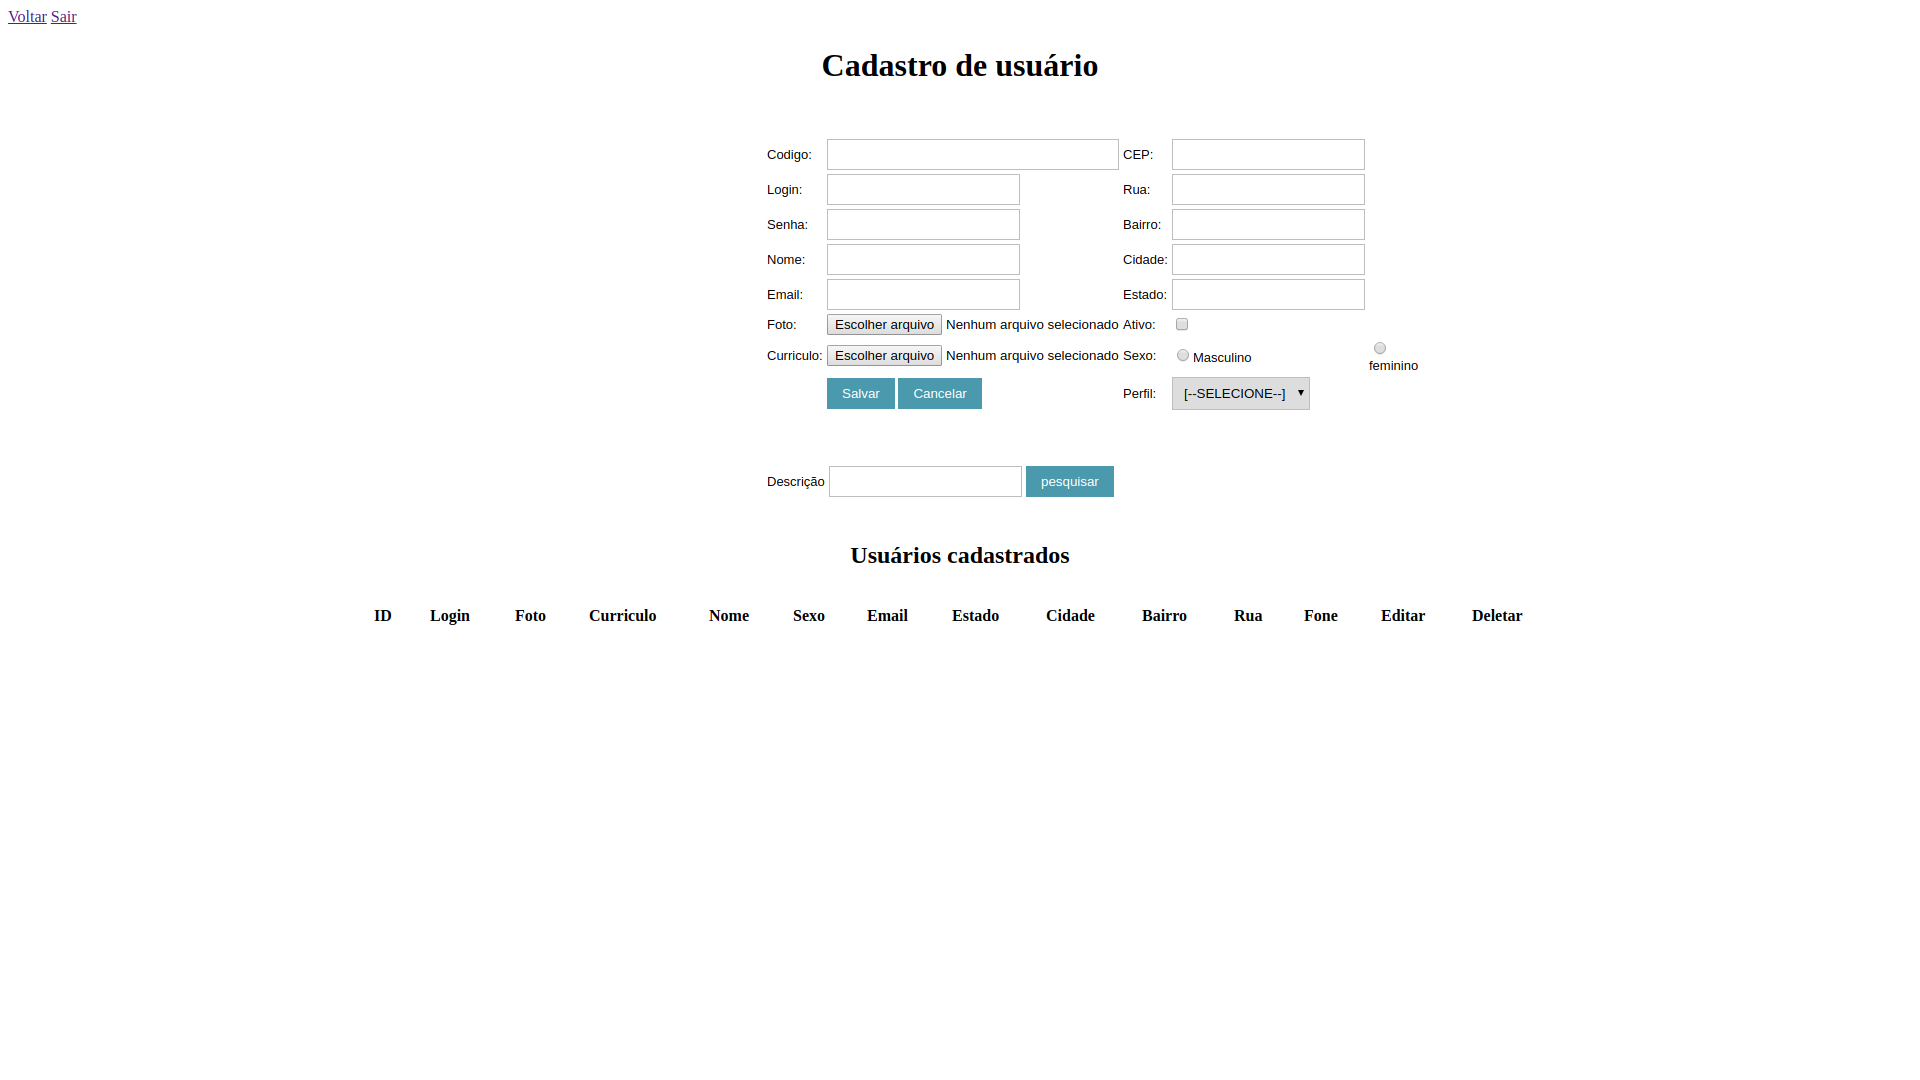 Voltar Sair
Cadastro de usuário
Codigo: CEP:
Login: Rua:
Senha: Bairro:
Nome: Cidade:
Email: Estado:
Foto: Escolher arquivo Nenhum arquivo selecionado Ativo:
Curriculo: Escolher arquivo Nenhum arquivo selecionado Sexo: Masculino feminino
Salvar Cancelar Perfil: [--SELECIONE--]
Descrição pesquisar
Usuários cadastrados
ID Login Foto Curriculo Nome Sexo Email Estado Cidade Bairro Rua Fone Editar Deletar